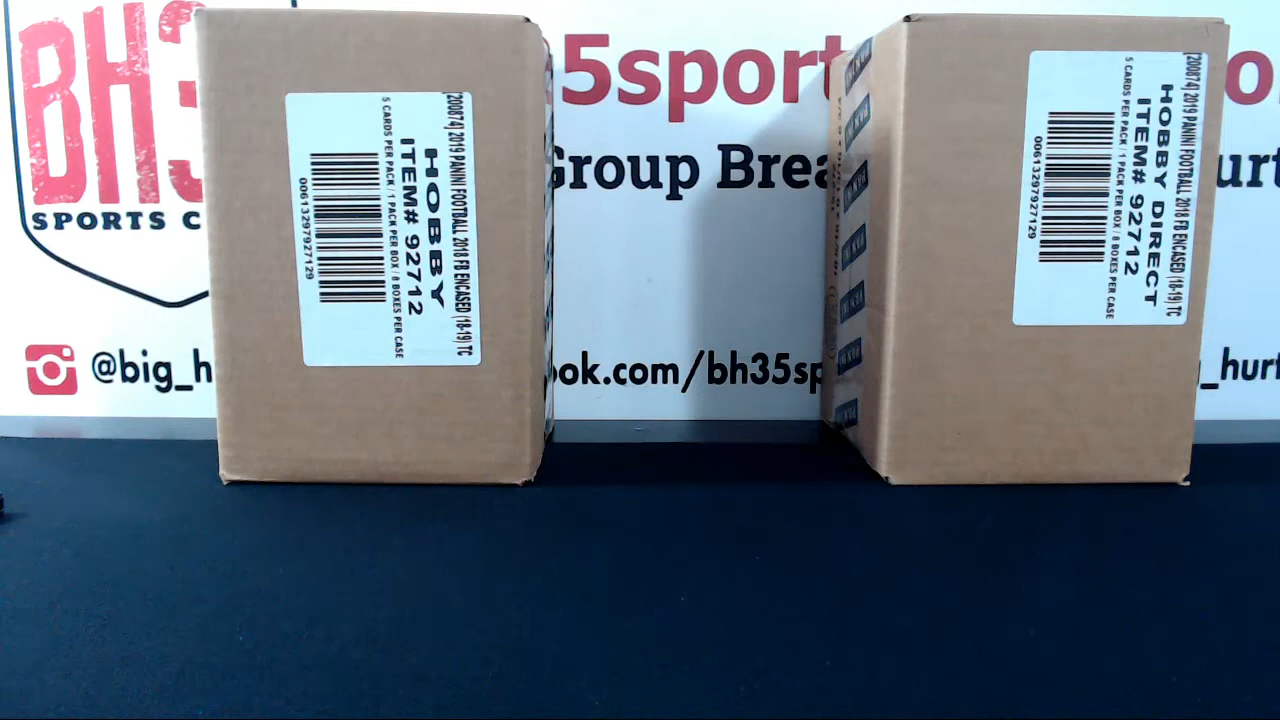 BH3
SPORTS C
5sport
Group Brea
@big_h
ook.com/bh35sp
_hurt
[200874] 2019 PANINI FOOTBALL 2018 FB ENCASED (18-19) TC
HOBBY
ITEM# 92712
5 CARDS PER PACK / 1 PACK PER BOX / 8 BOXES PER CASE
00613297927129
[200874] 2019 PANINI FOOTBALL 2018 FB ENCASED (18-19) TC
HOBBY DIRECT
ITEM# 92712
5 CARDS PER PACK / 1 PACK PER BOX / 8 BOXES PER CASE
00613297927129
PANINI